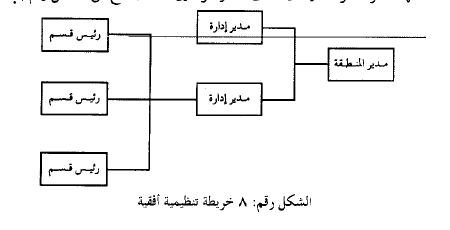 مدير إدارة
رئيس قسم
مدير المنطقة
مدير إدارة
رئيس قسم
رئيس قسم
الشكل رقم: ٨ خريطة تنظيمية أفقية